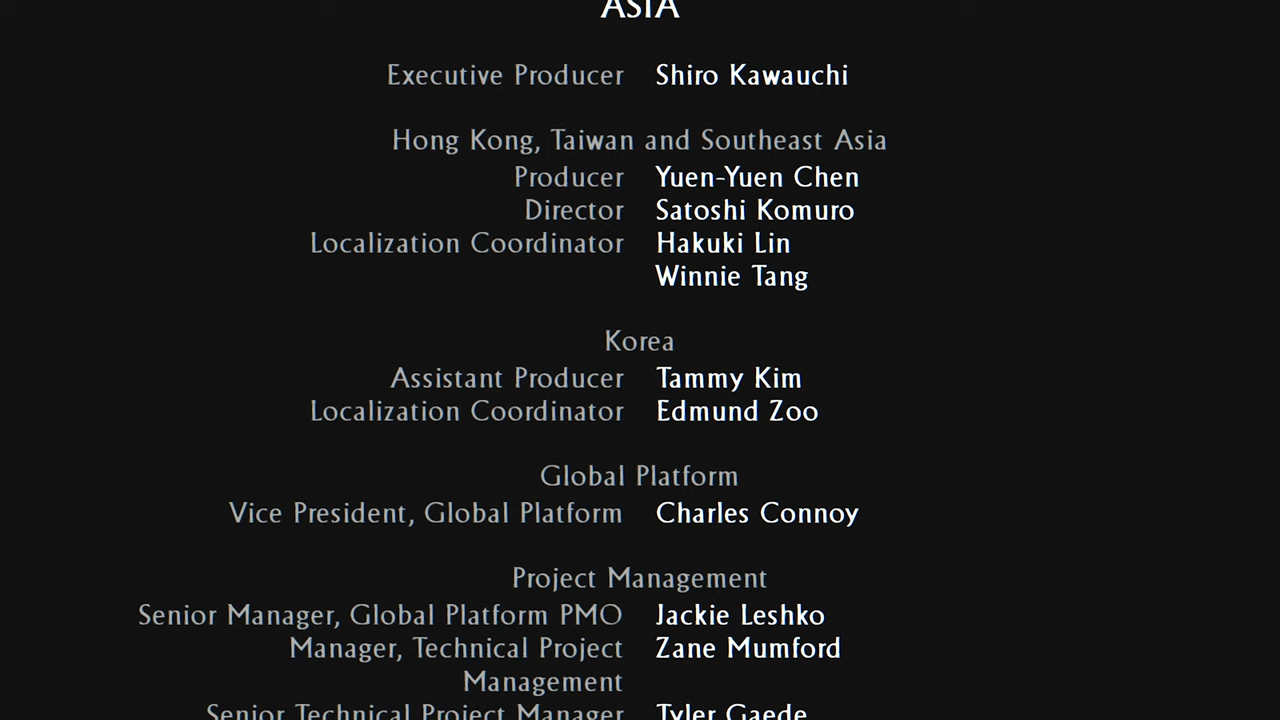 ASIA
Executive Producer Shiro Kawauchi
Hong Kong, Taiwan and Southeast Asia
Producer Yuen-Yuen Chen
Director Satoshi Komuro
Localization Coordinator Hakuki Lin
Winnie Tang
Korea
Assistant Producer Tammy Kim
Localization Coordinator Edmund Zoo
Global Platform
Vice President, Global Platform Charles Connoy
Project Management
Senior Manager, Global Platform PMO Jackie Leshko
Manager, Technical Project Zane Mumford
Management
Senior Technical Project Manager Tyler Gaede